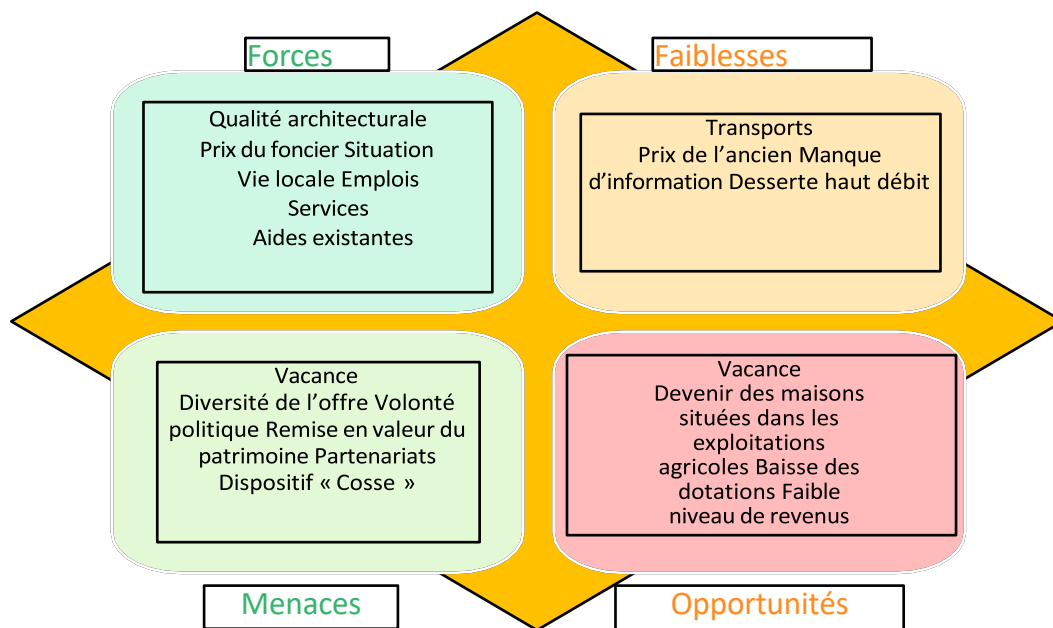 Forces
Qualité architecturale
Prix du foncier Situation
Vie locale Emplois
Services
Aides existantes
Faiblesses
Transports
Prix de l’ancien Manque
d’information Desserte haut débit
Vacance
Diversité de l’offre Volonté
politique Remise en valeur du
patrimoine Partenariats
Dispositif « Cosse »
Menaces
Vacance
Devenir des maisons
situées dans les
exploitations
agricoles Baisse des
dotations Faible
niveau de revenus
Opportunités